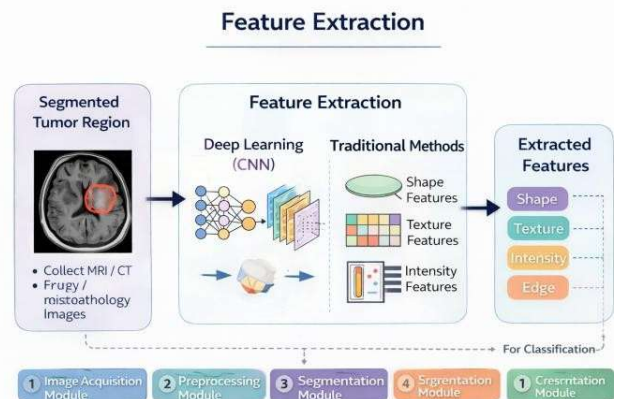 Feature Extraction
Segmented
Tumor Region
• Collect MRI / CT
• Frugy /
mistoathology
Images
Feature Extraction
Deep Learning
(CNN)
Traditional Methods
Shape
Features
Texture
Features
Intensity
Features
Extracted
Features
Shape
Texture
Intensity
Edge
For Classification
1 Image Acquisition
Module
2 Preprocessing
Module
3 Segmentation
Module
4 Srgrentation
Module
1 Cresrntation
Module